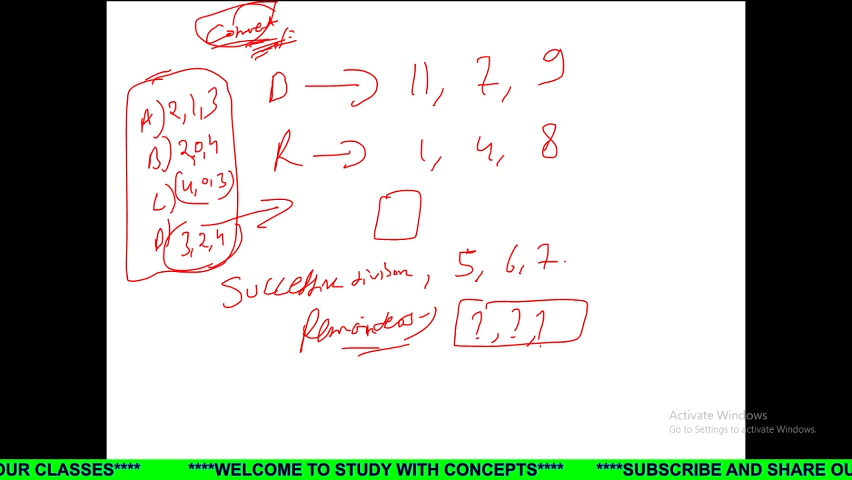 Convert
D → 11, 7, 9
R → 1, 4, 8
A) 2, 1, 3
B) 2, 0, 4
C) (4, 0, 3)
D) 3, 2, 4
Successive division, 5, 6, 7.
Remainders → ?, ?, ?
Activate Windows
Go to Settings to activate Windows.
OUR CLASSES**** ****WELCOME TO STUDY WITH CONCEPTS**** ****SUBSCRIBE AND SHARE OU